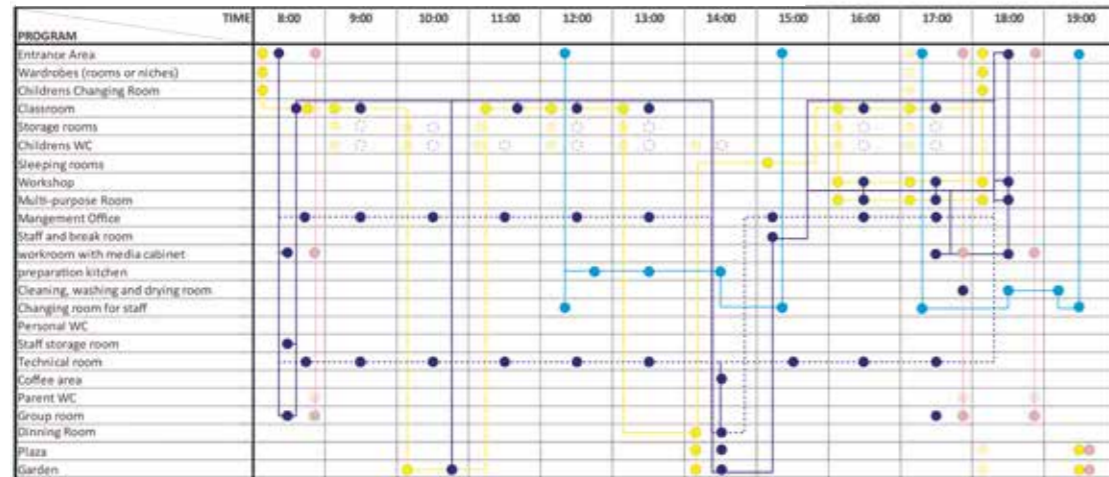 TIME
PROGRAM
8:00 9:00 10:00 11:00 12:00 13:00 14:00 15:00 16:00 17:00 18:00 19:00
Entrance Area
Wardrobes (rooms or niches)
Childrens Changing Room
Classroom
Storage rooms
Childrens WC
Sleeping rooms
Workshop
Multi-purpose Room
Mangement Office
Staff and break room
workroom with media cabinet
preparation kitchen
Cleaning, washing and drying room
Changing room for staff
Personal WC
Staff storage room
Technical room
Coffee area
Parent WC
Group room
Dinning Room
Plaza
Garden